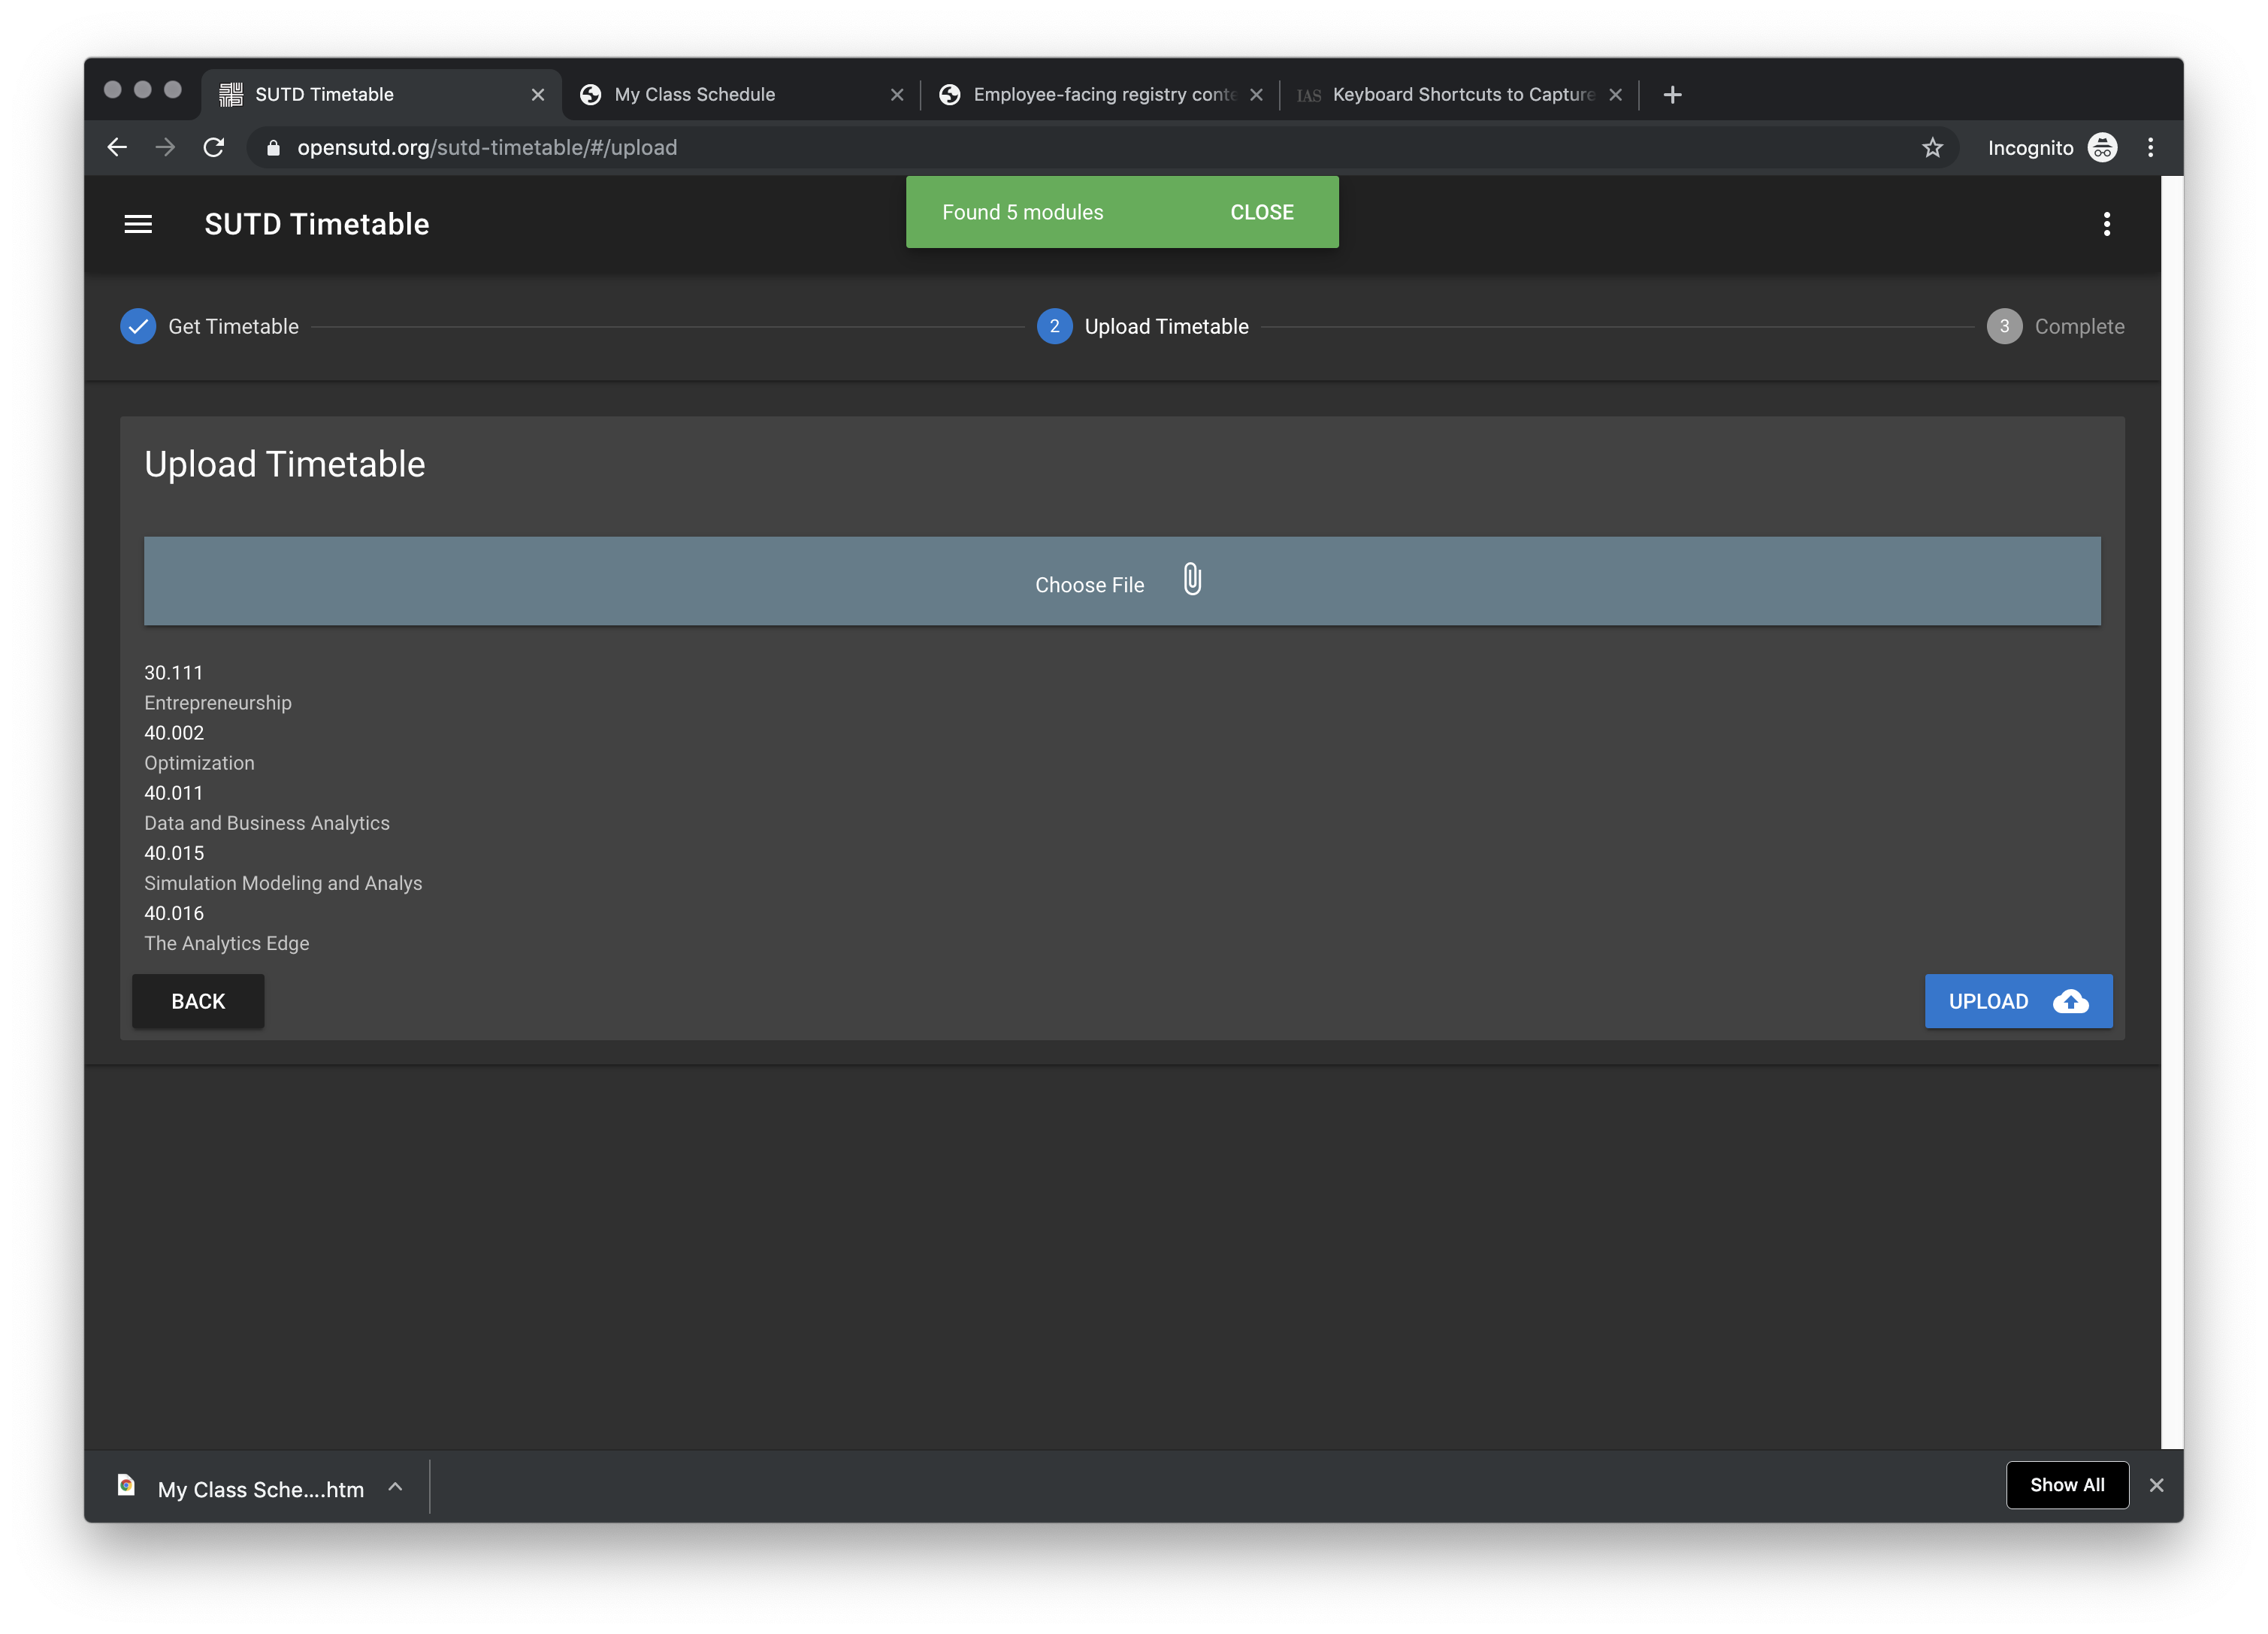 SUTD Timetable
My Class Schedule
Employee-facing registry conte
IAS Keyboard Shortcuts to Capture
opensutd.org/sutd-timetable/#/upload
Incognito
SUTD Timetable
Found 5 modules CLOSE
Get Timetable
2 Upload Timetable
3 Complete
Upload Timetable
Choose File
30.111
Entrepreneurship
40.002
Optimization
40.011
Data and Business Analytics
40.015
Simulation Modeling and Analys
40.016
The Analytics Edge
BACK
UPLOAD
My Class Sche....htm
Show All